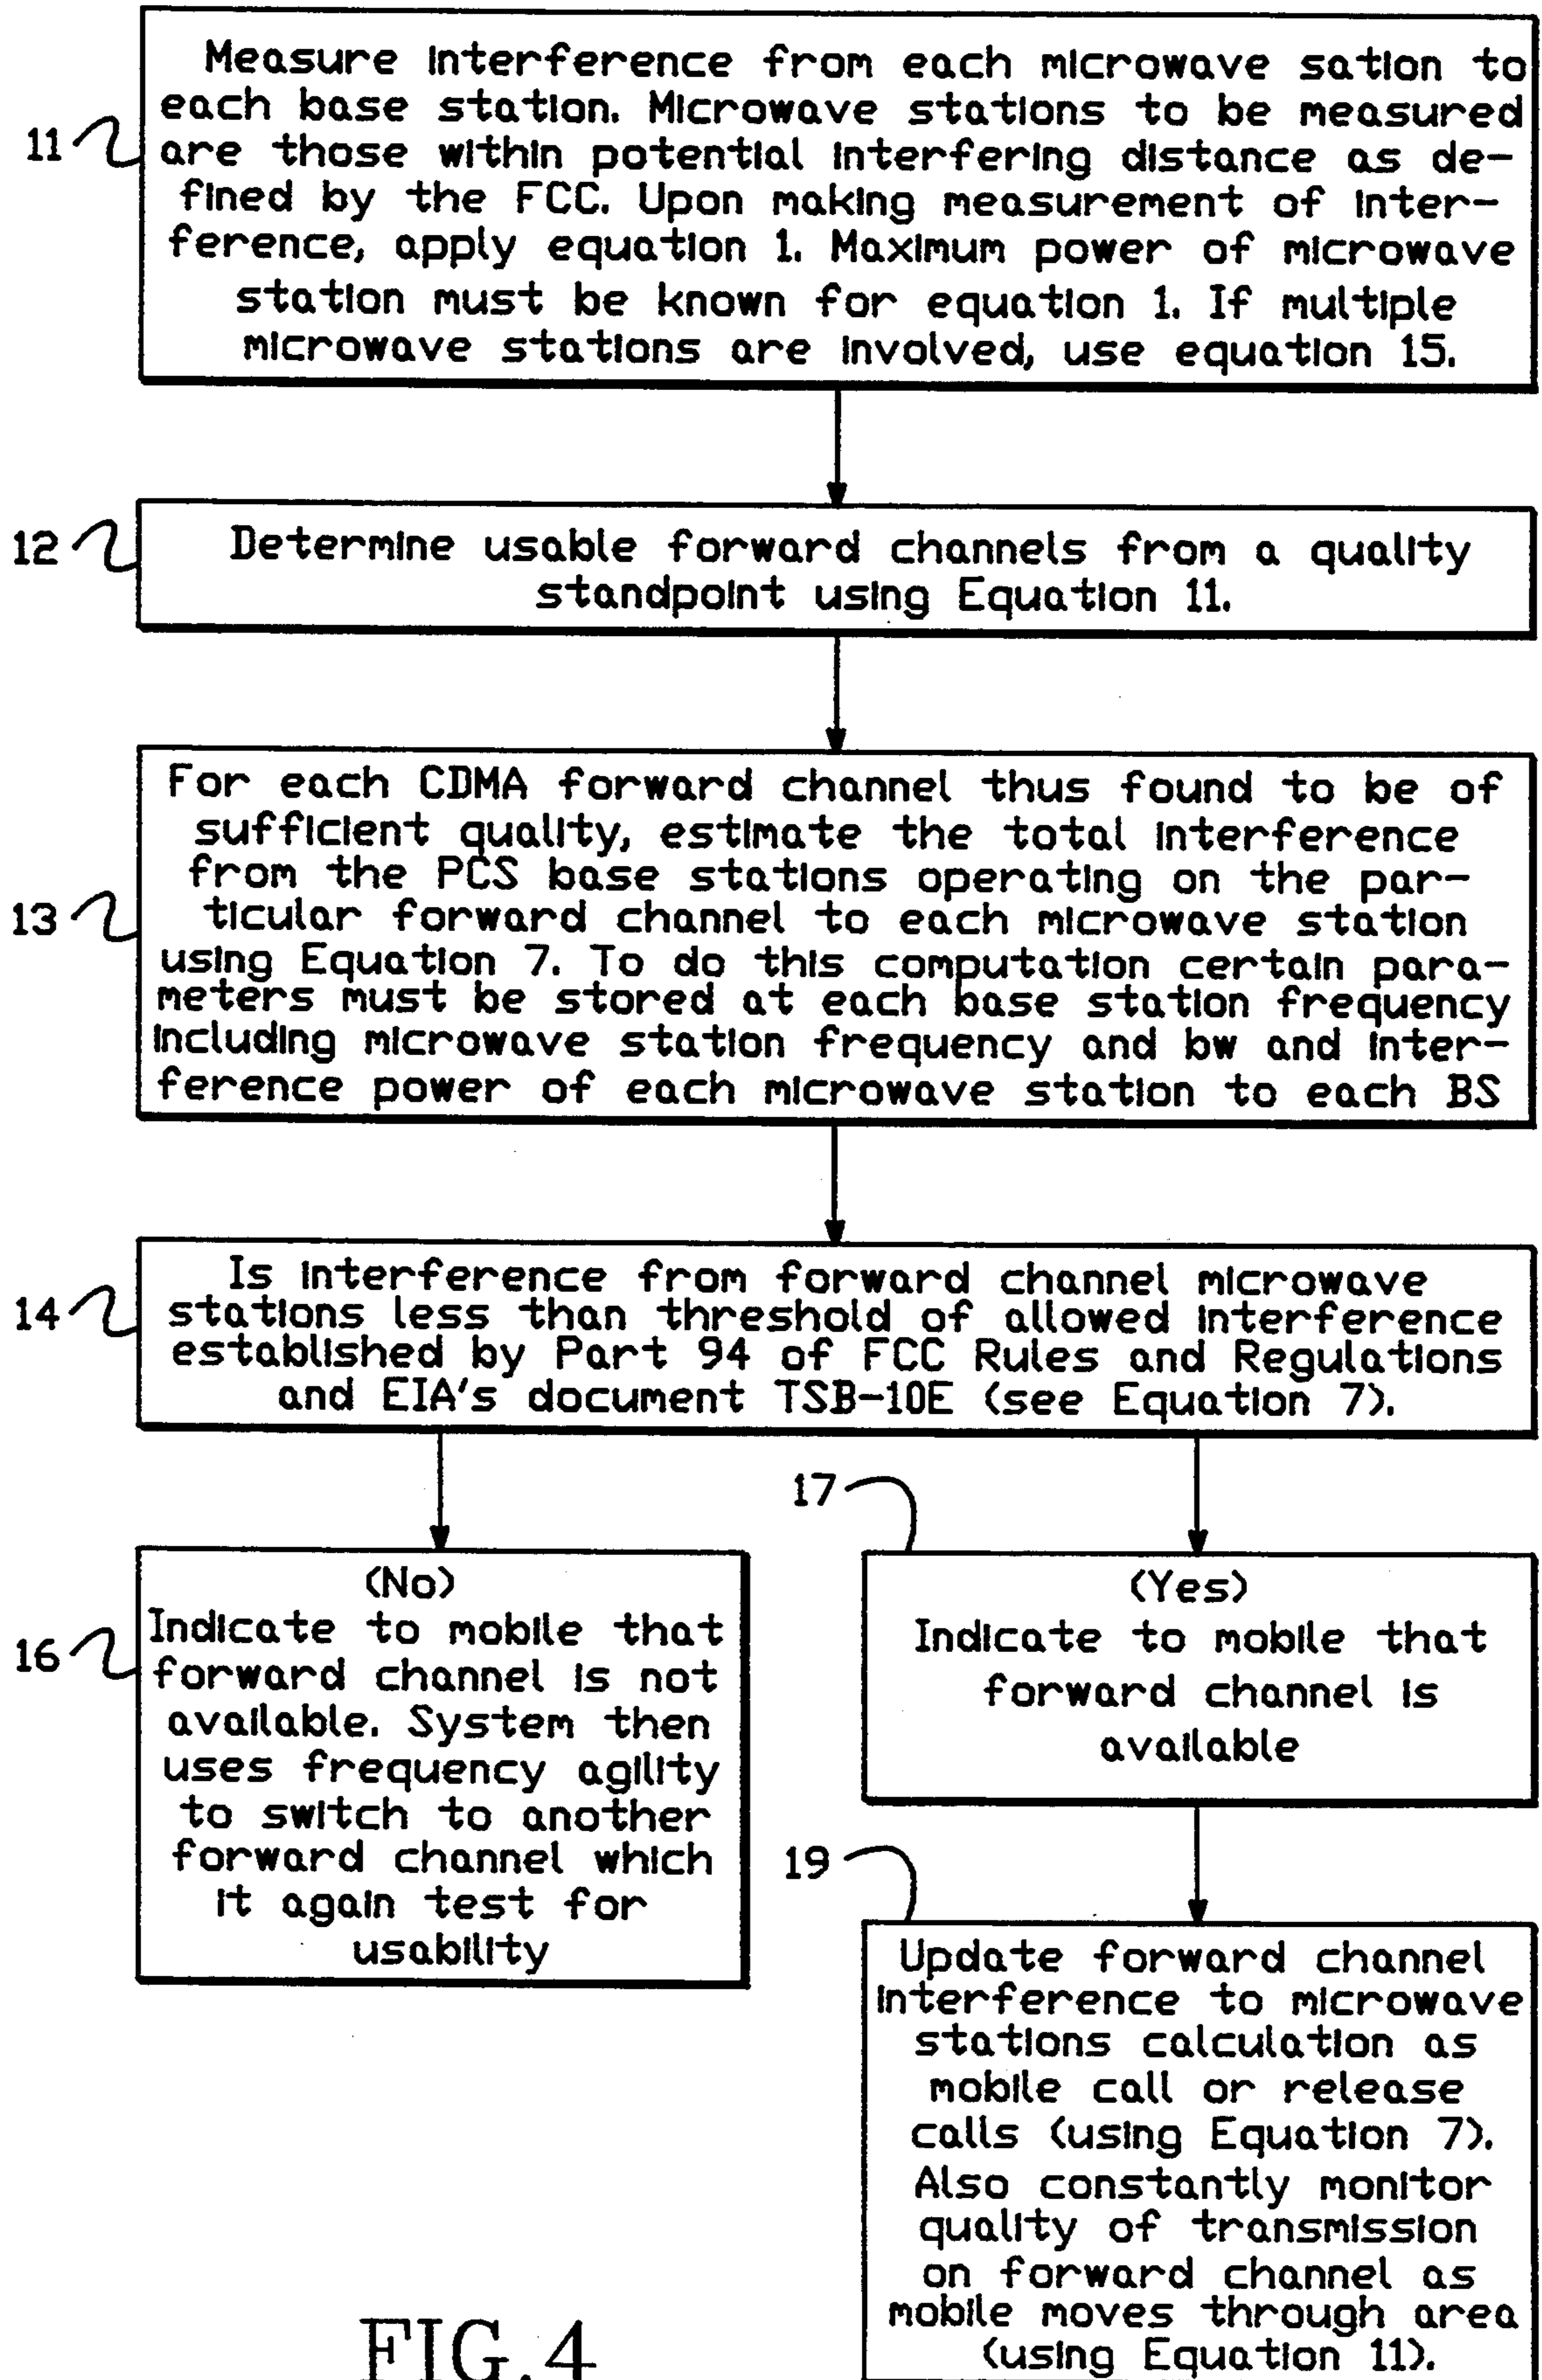 Measure interference from each microwave sation to
each base station. Microwave stations to be measured
11
are those within potential interfering distance as de-
fined by the FCC. Upon making measurement of inter-
ference, apply equation 1. Maximum power of microwave
station must be known for equation 1. If multiple
microwave stations are involved, use equation 15.
12
Determine usable forward channels from a quality
standpoint using Equation 11.
For each CDMA forward channel thus found to be of
sufficient quality, estimate the total interference
from the PCS base stations operating on the par-
13
ticular forward channel to each microwave station
using Equation 7. To do this computation certain para-
meters must be stored at each base station frequency
including microwave station frequency and bw and inter-
ference power of each microwave station to each BS
Is interference from forward channel microwave
14
stations less than threshold of allowed interference
established by Part 94 of FCC Rules and Regulations
and EIA's document TSB-10E (see Equation 7).
16
(No)
Indicate to mobile that
forward channel is not
available. System then
uses frequency agility
to switch to another
forward channel which
it again test for
usability
17
(Yes)
Indicate to mobile that
forward channel is
available
19
Update forward channel
interference to microwave
stations calculation as
mobile call or release
calls (using Equation 7).
Also constantly monitor
quality of transmission
on forward channel as
mobile moves through area
(using Equation 11).
FIG.4